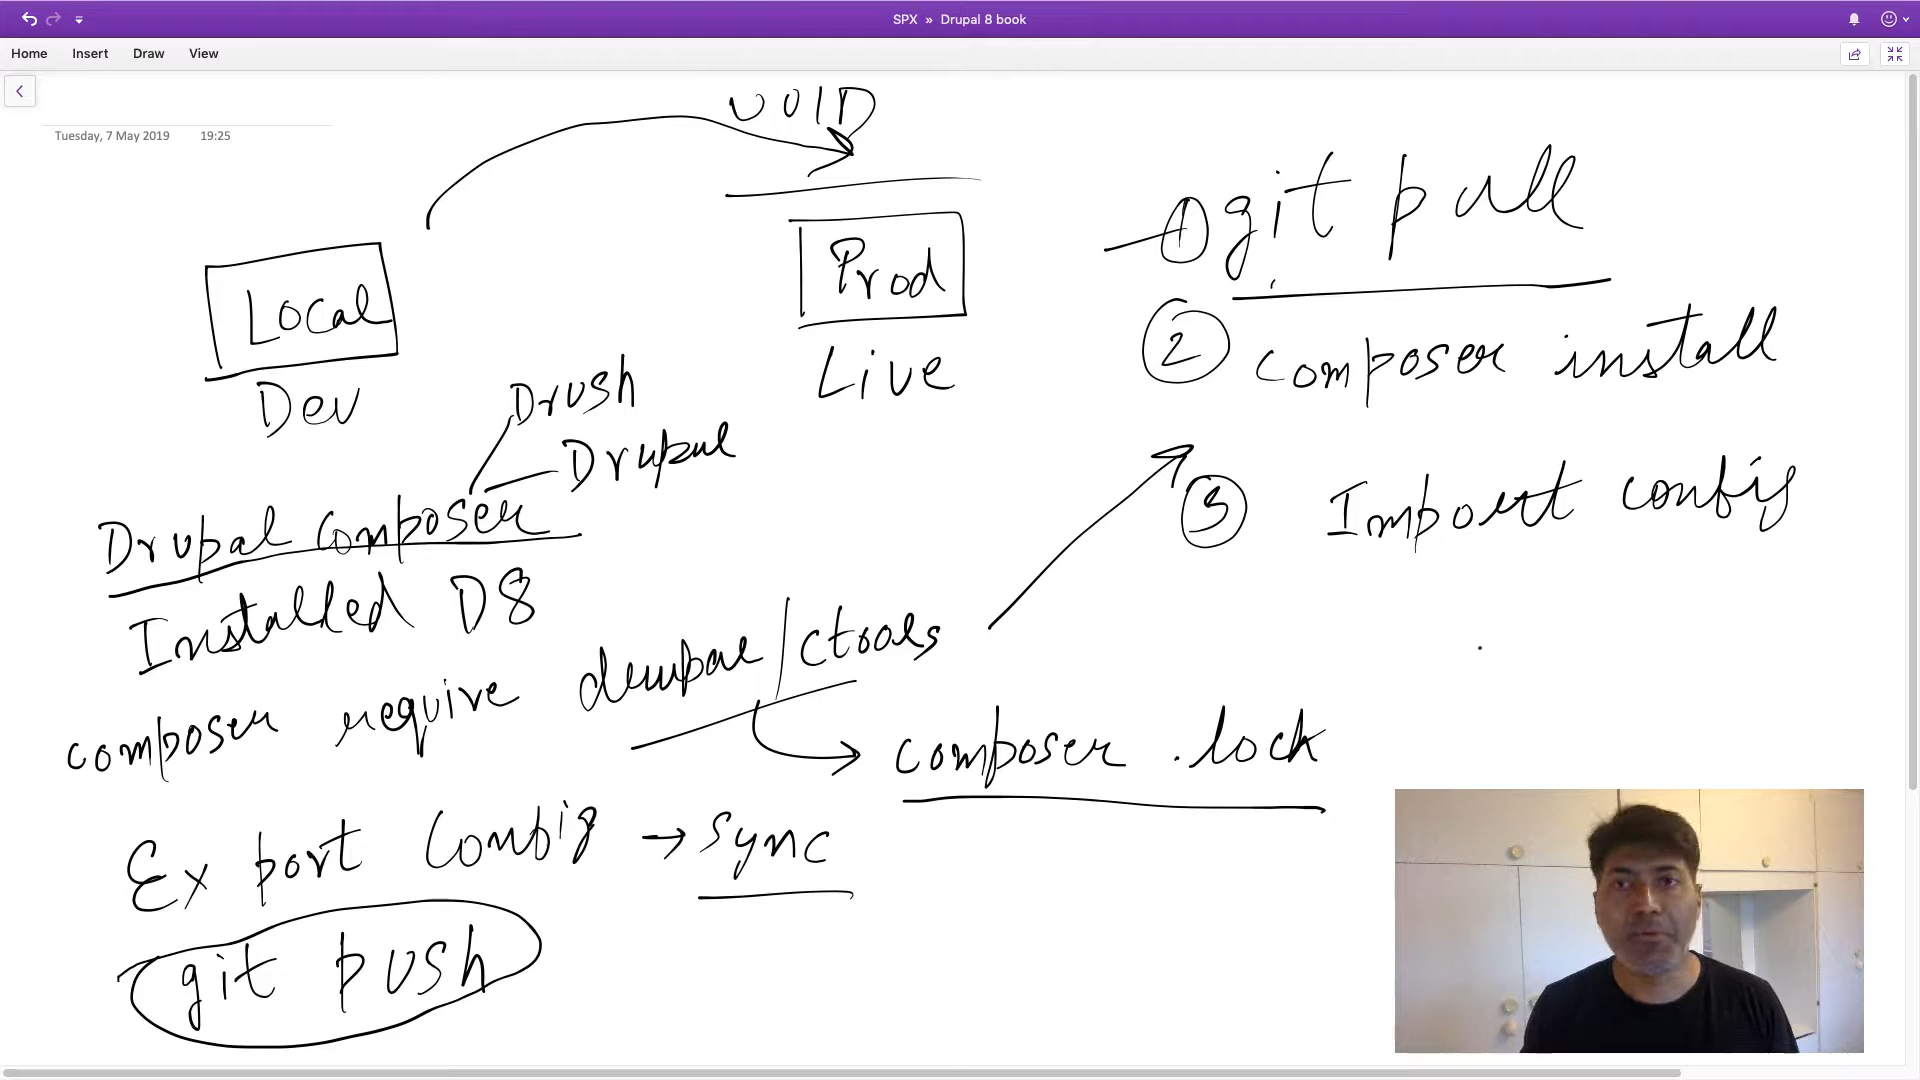 SPX » Drupal 8 book
Home Insert Draw View
Tuesday, 7 May 2019 19:25
UUID
Local
Dev
Prod
Live
① git pull
② composer install
③ Import config
Drush
Drupal
Drupal Composer
Installed D8
composer require drupal/ctools
composer .lock
Export Config → sync
git push